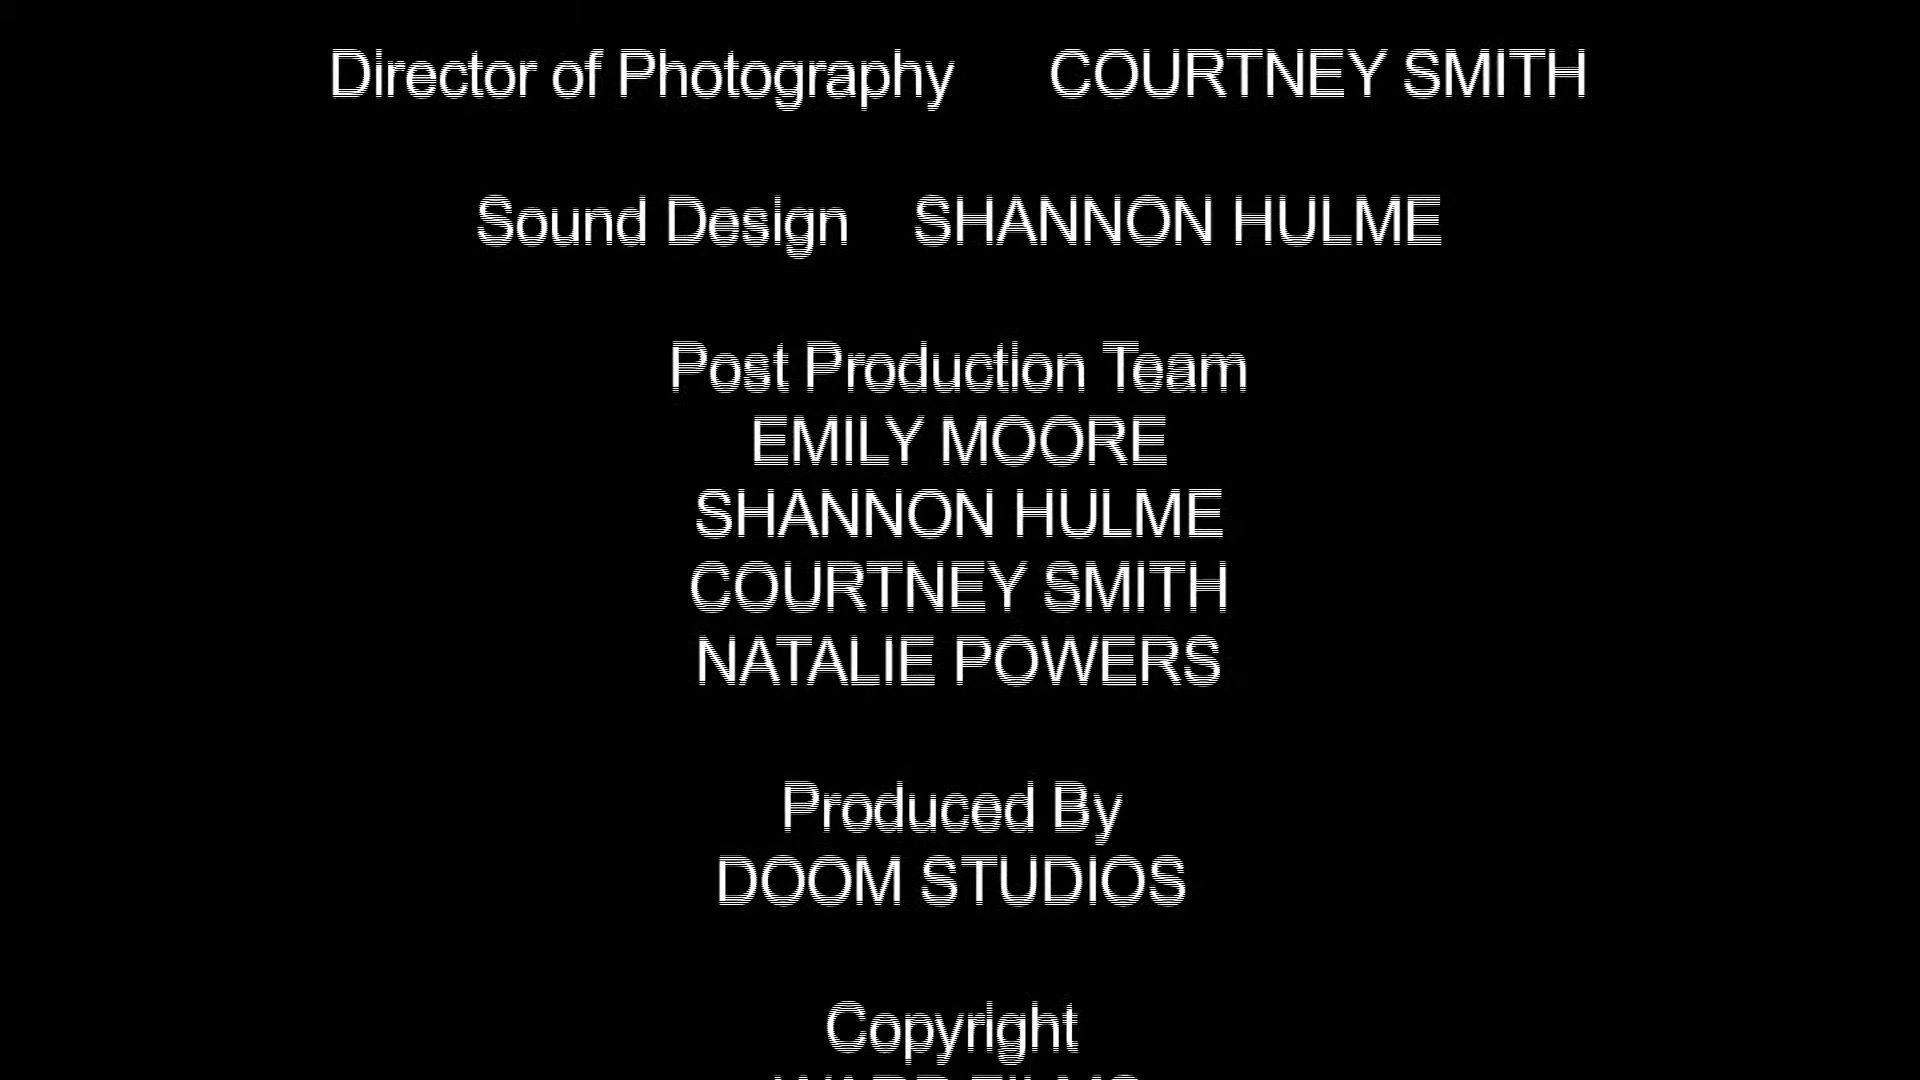 Director of Photography COURTNEY SMITH
Sound Design SHANNON HULME
Post Production Team
EMILY MOORE
SHANNON HULME
COURTNEY SMITH
NATALIE POWERS
Produced By
DOOM STUDIOS
Copyright